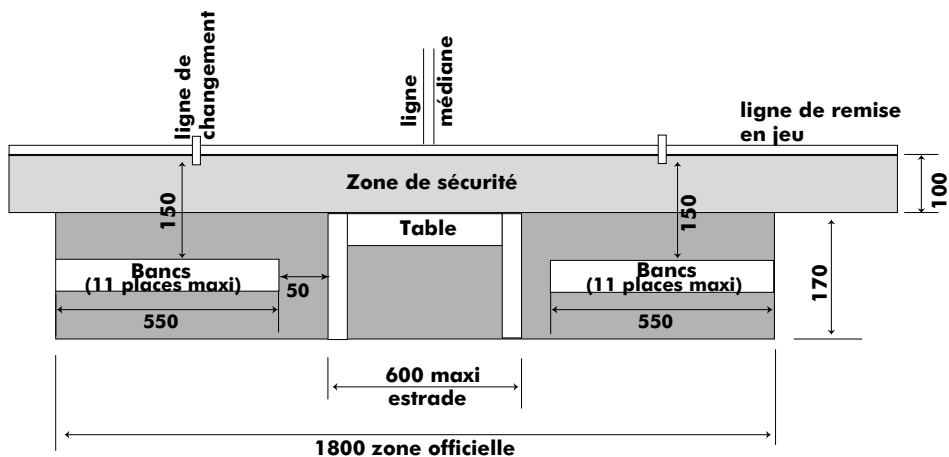 ligne de
changement
ligne
médiane
ligne de remise
en jeu
Zone de sécurité
100
150
150
Table
Bancs
(11 places maxi)
50
Bancs
(11 places maxi)
170
550
550
600 maxi
estrade
1800 zone officielle